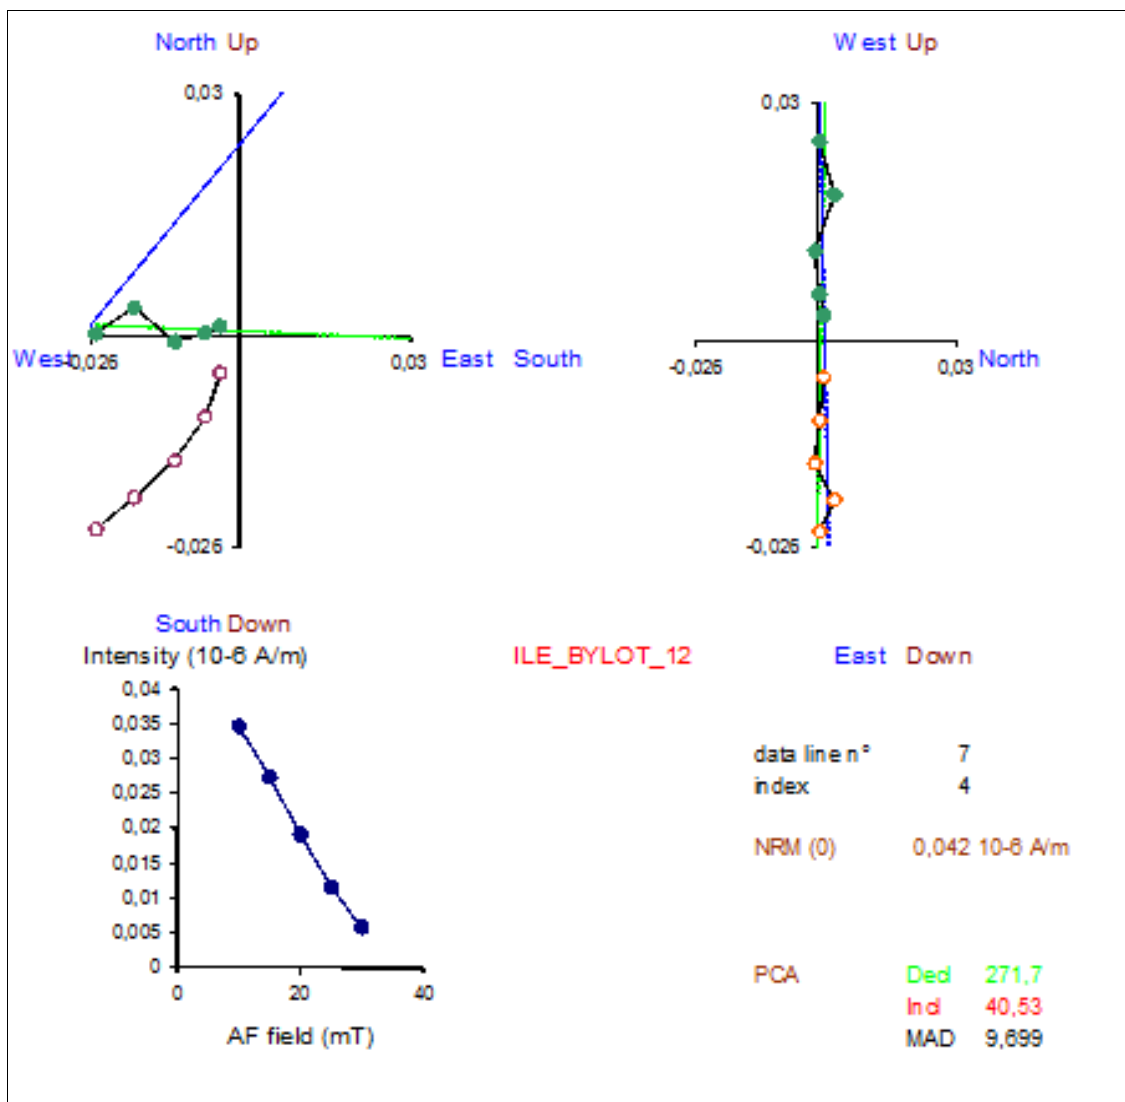 North Up
West Up
0,03
0,03
West
-0,026
0,03
East
South
-0,026
0,03
North
-0,026
-0,026
South Down
Intensity (10-6 A/m)
ILE_BYLOT_12
East Down
0,04
0,035
0,03
0,025
0,02
0,015
0,01
0,005
0
0
20
40
AF field (mT)
data line n° 7
index 4
NRM (0) 0,042 10-6 A/m
PCA Decl 271,7
Incl 40,53
MAD 9,699